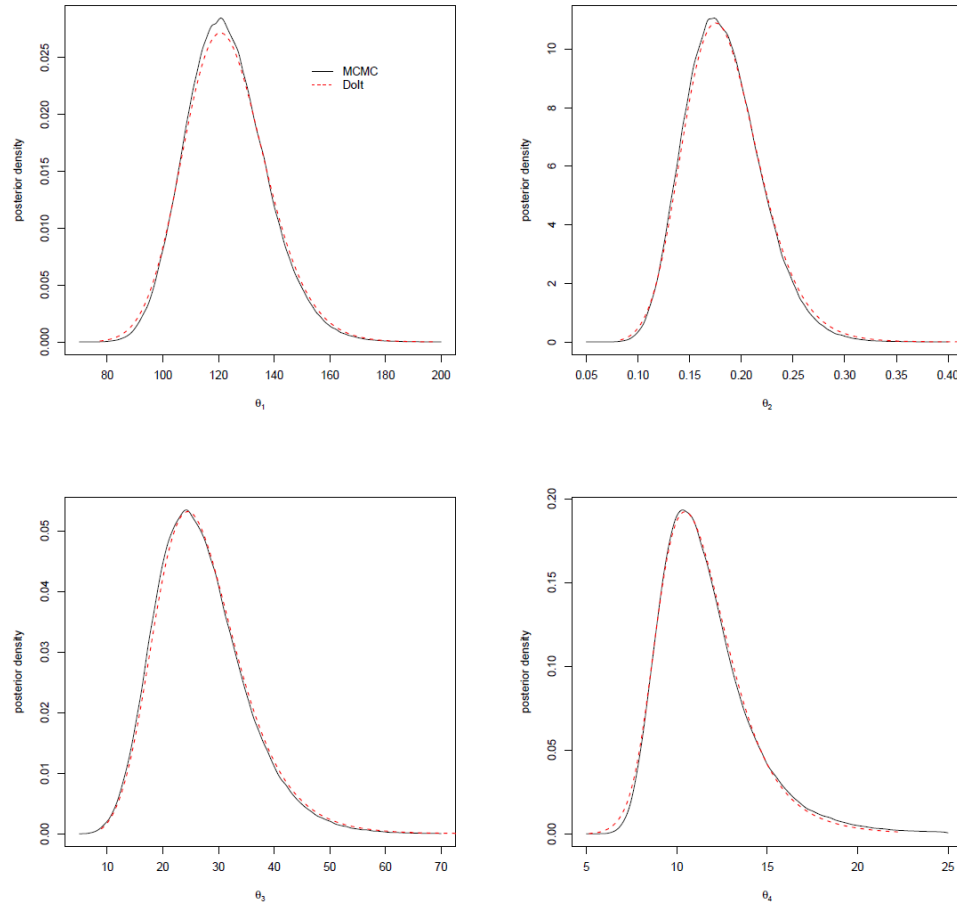 posterior density
0.000 0.005 0.010 0.015 0.020 0.025
MCMC
DoIt
80 100 120 140 160 180 200
θ1
posterior density
0 2 4 6 8 10
0.05 0.10 0.15 0.20 0.25 0.30 0.35 0.40
θ2
posterior density
0.00 0.01 0.02 0.03 0.04 0.05
10 20 30 40 50 60 70
θ3
posterior density
0.00 0.05 0.10 0.15 0.20
5 10 15 20 25
θ4